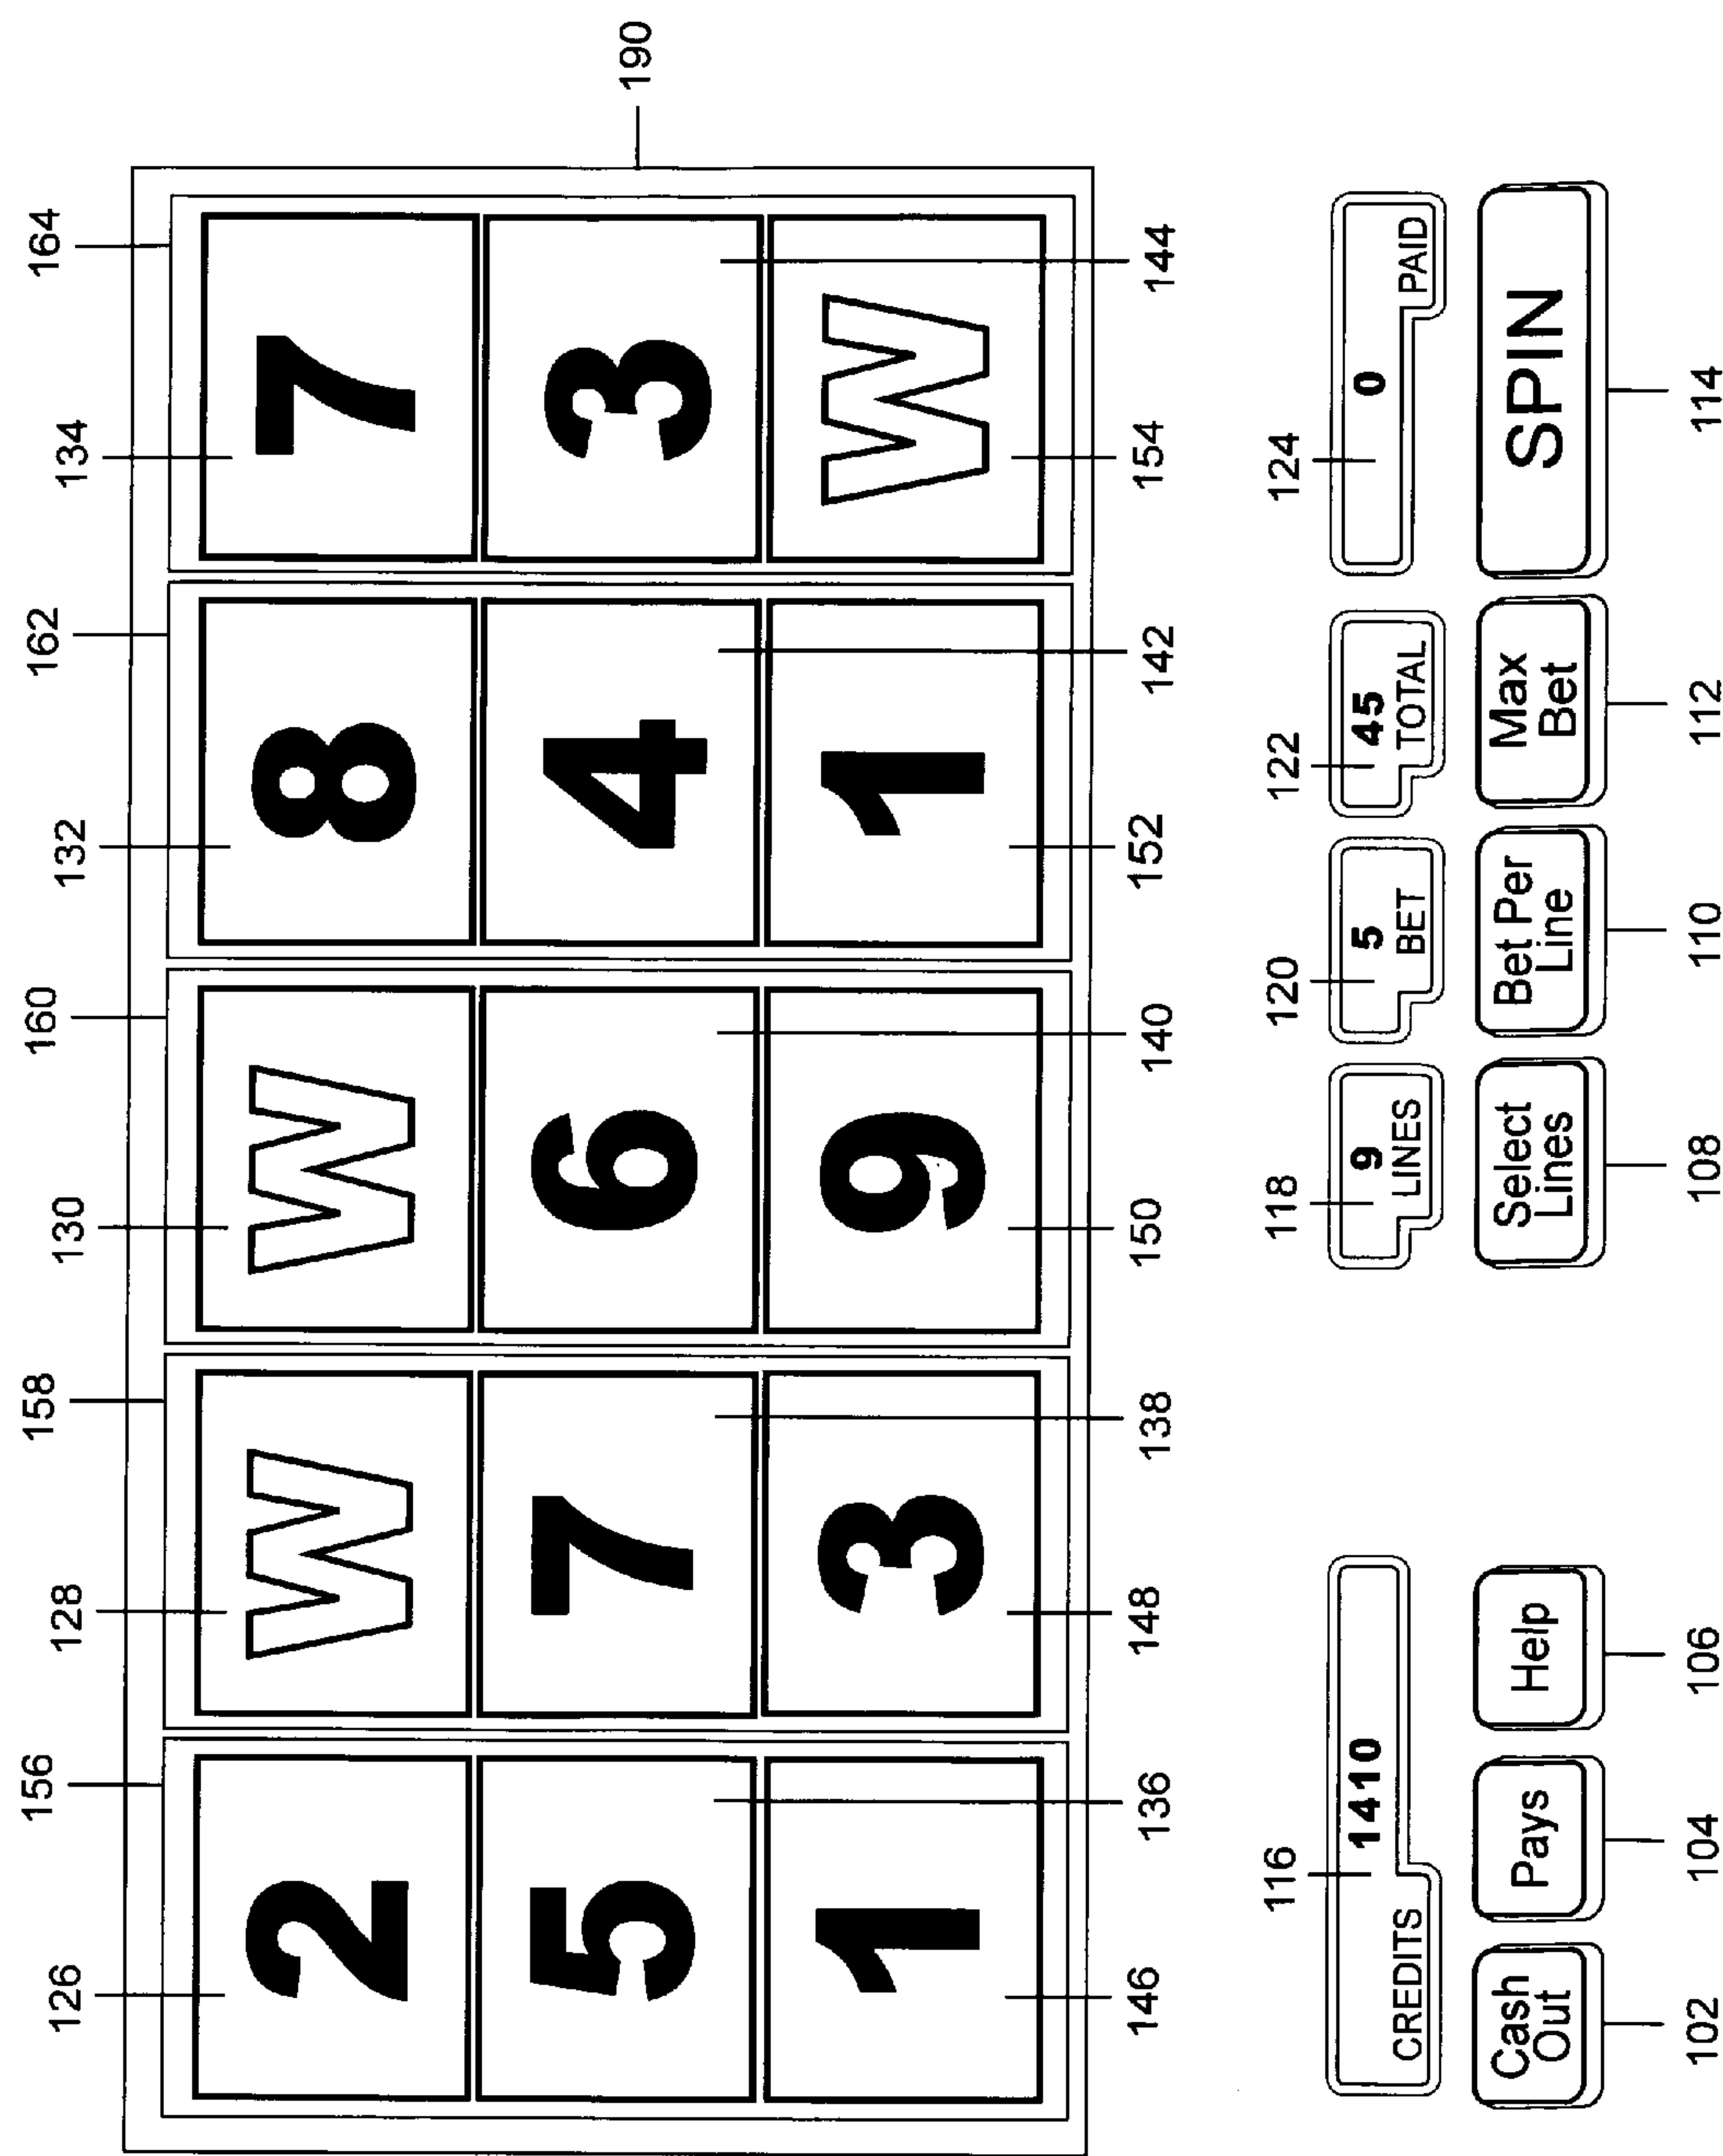 156 158 160 162 164
126 128 130 132 134
190
2 W W 8 7
5 7 6 4 3
1 3 9 1 W
136 138 140 142 144
146 148 150 152 154
116 118 120 122 124
1410 9 5 45 0
CREDITS LINES BET TOTAL PAID
Cash Out Pays Help Select Lines Bet Per Line Max Bet SPIN
102 104 106 108 110 112 114